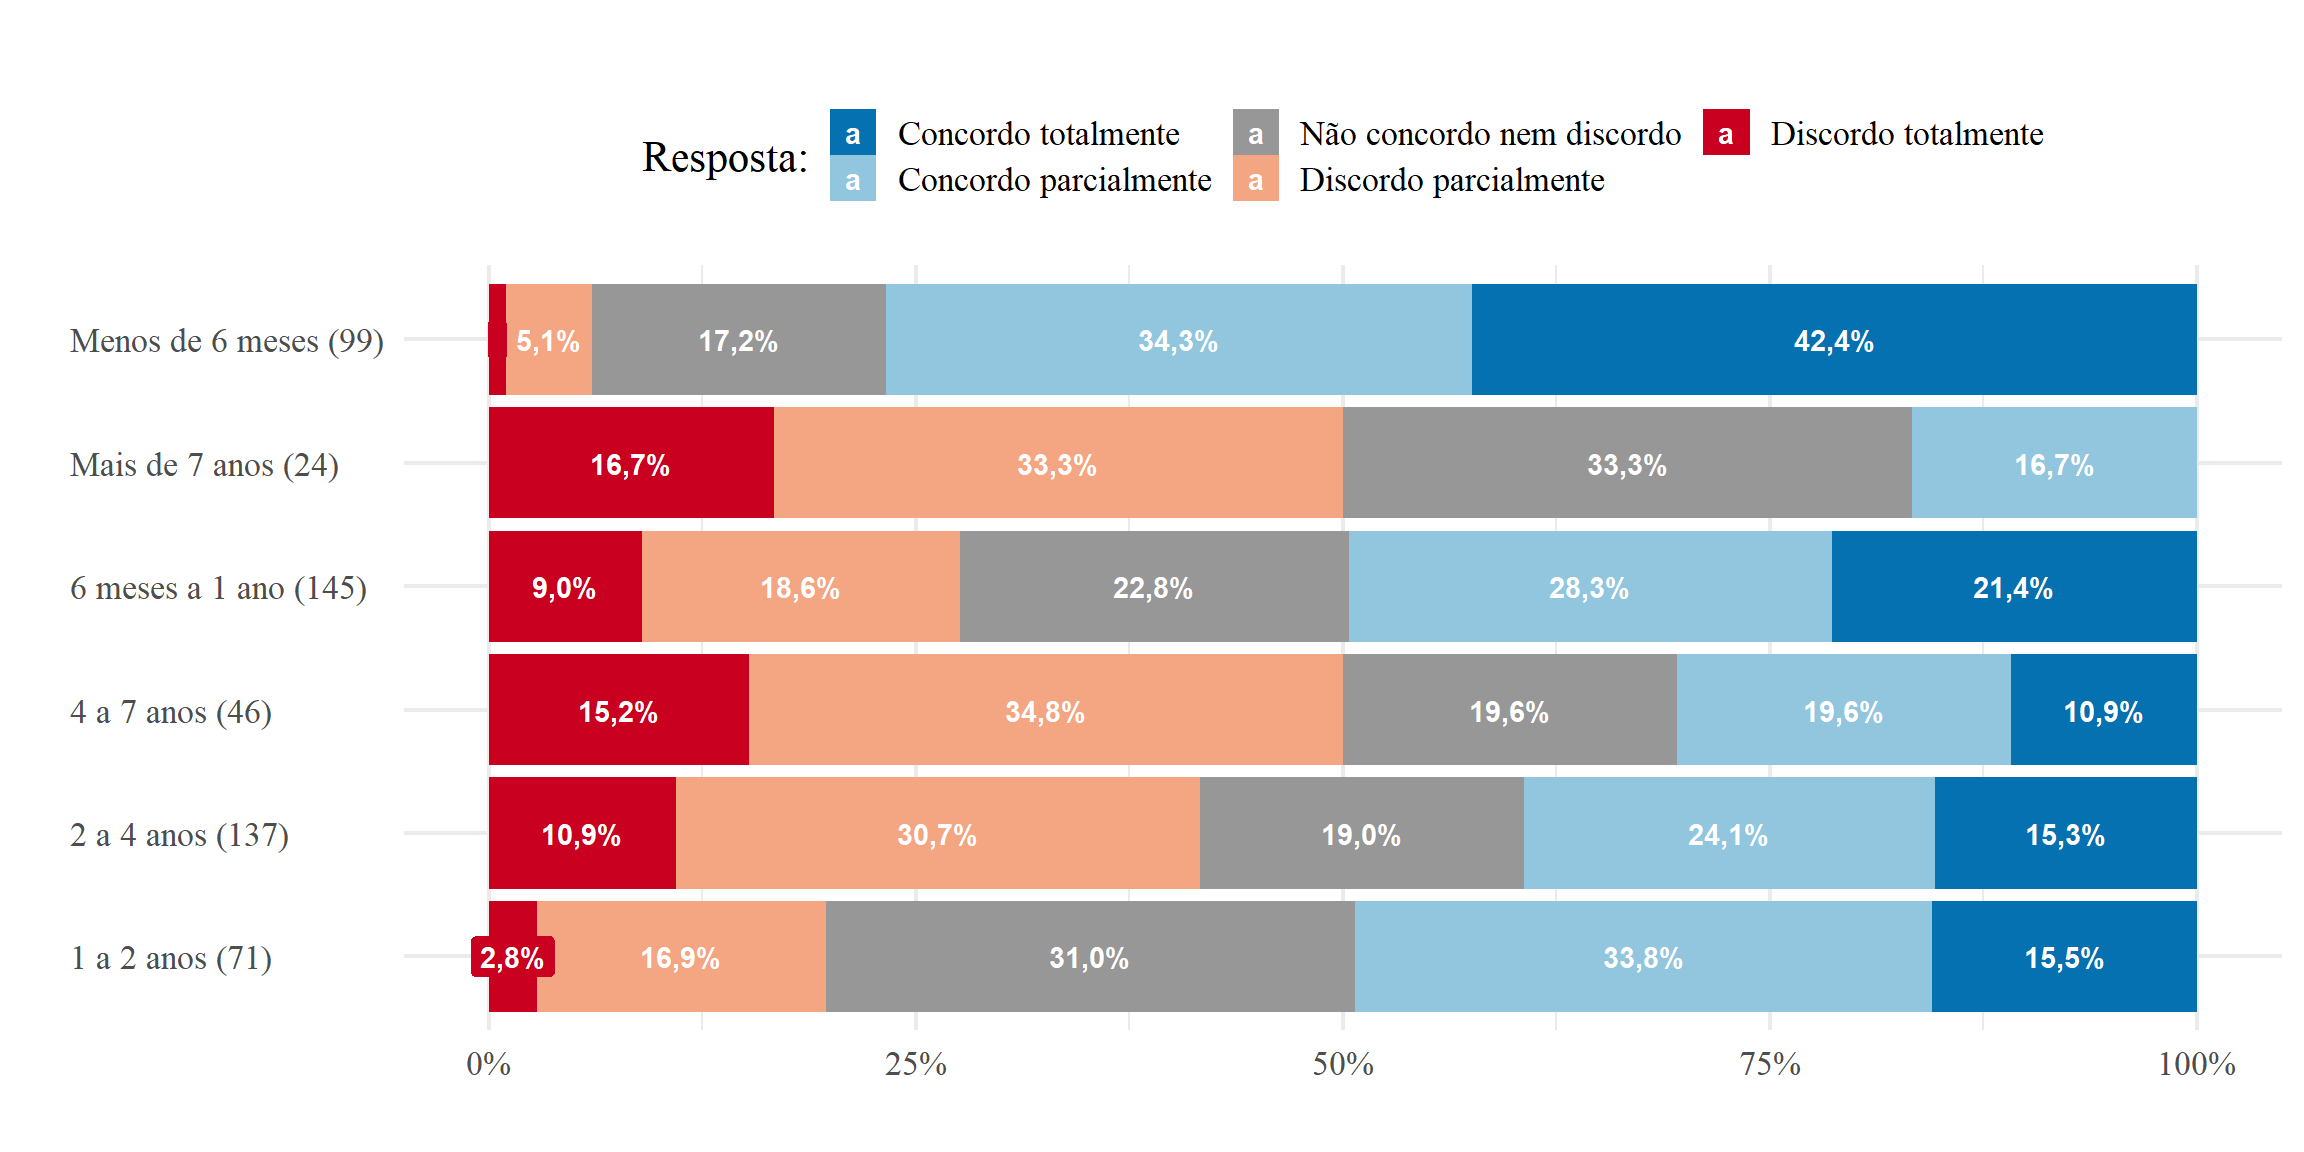 Resposta:
a Concordo totalmente
a Concordo parcialmente
a Não concordo nem discordo
a Discordo parcialmente
a Discordo totalmente
Menos de 6 meses (99) 5,1% 17,2% 34,3% 42,4%
Mais de 7 anos (24) 16,7% 33,3% 33,3% 16,7%
6 meses a 1 ano (145) 9,0% 18,6% 22,8% 28,3% 21,4%
4 a 7 anos (46) 15,2% 34,8% 19,6% 19,6% 10,9%
2 a 4 anos (137) 10,9% 30,7% 19,0% 24,1% 15,3%
1 a 2 anos (71) 2,8% 16,9% 31,0% 33,8% 15,5%
0% 25% 50% 75% 100%